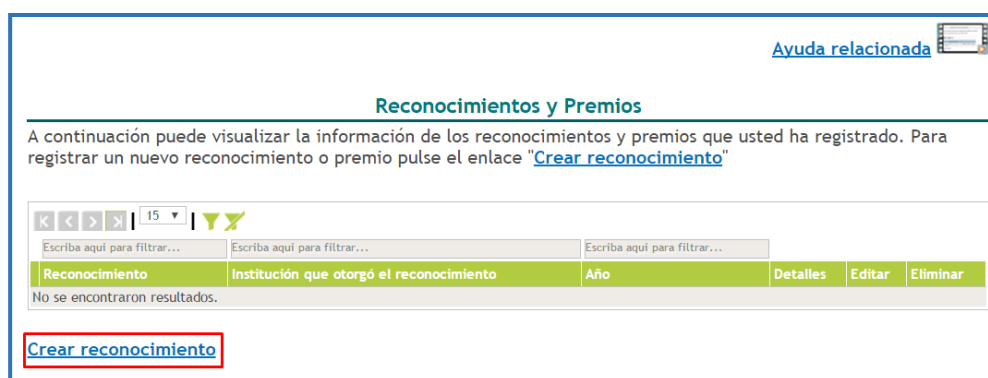 Ayuda relacionada
Reconocimientos y Premios
A continuación puede visualizar la información de los reconocimientos y premios que usted ha registrado. Para
registrar un nuevo reconocimiento o premio pulse el enlace "Crear reconocimiento"
15
Escriba aquí para filtrar... Escriba aquí para filtrar... Escriba aquí para filtrar...
Reconocimiento Institución que otorgó el reconocimiento Año Detalles Editar Eliminar
No se encontraron resultados.
Crear reconocimiento